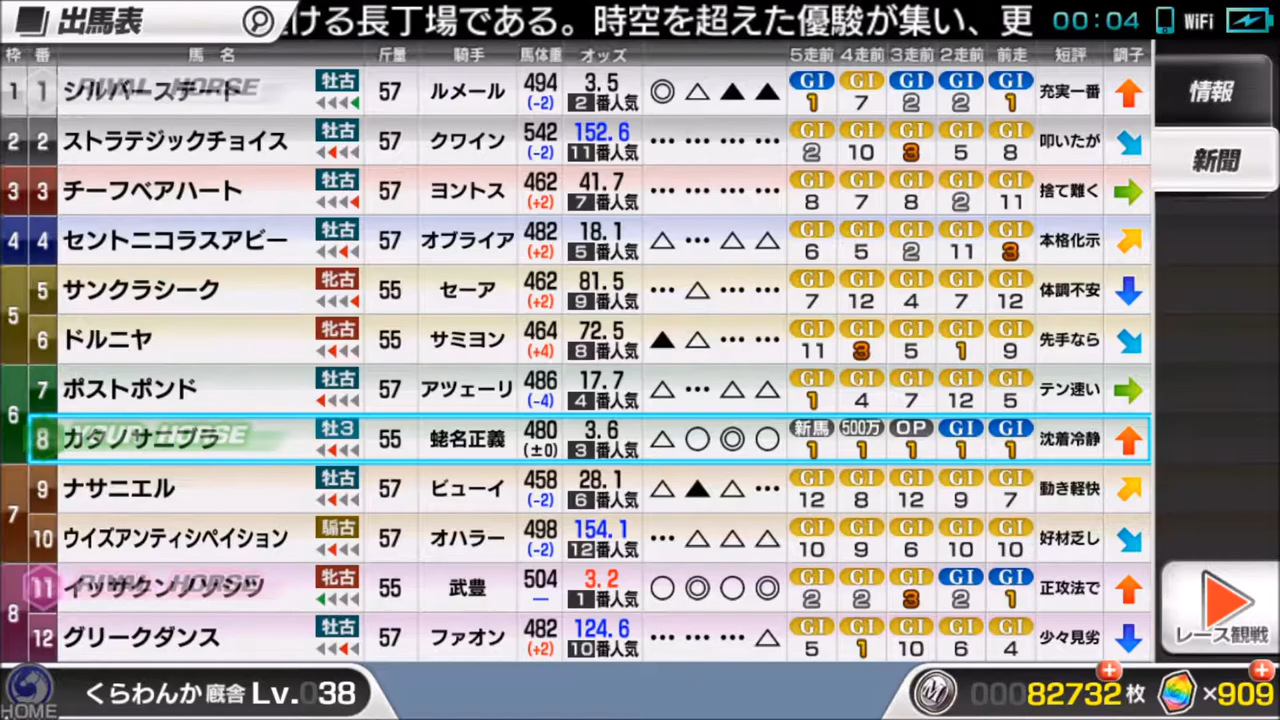 出馬表 ける長丁場である。時空を超えた優駿が集い、更 00:04 WiFi
枠 番 馬 名 斤量 騎手 馬体重 オッズ 5走前 4走前 3走前 2走前 前走 短評 調子
1 1 シルバーステート RIVAL HORSE 牡古 57 ルメール 494 (-2) 3.5 2番人気 ◎ △ ▲ ▲ GI 1 GI 7 GI 2 GI 2 GI 1 充実一番
2 2 ストラテジックチョイス 牡古 57 クワイン 542 (-2) 152.6 11番人気 … … … … GI 2 GI 10 GI 3 GI 5 GI 8 叩いたが
3 3 チーフベアハート 牡古 57 ヨントス 462 (+2) 41.7 7番人気 … … … … GI 8 GI 7 GI 8 GI 2 GI 11 捨て難く
4 4 セントニコラスアビー 牡古 57 オブライア 482 (+2) 18.1 5番人気 △ … △ △ GI 6 GI 5 GI 2 GI 11 GI 3 本格化示
5 5 サンクラシーク 牝古 55 セーア 462 (+2) 81.5 9番人気 … △ … … GI 7 GI 12 GI 4 GI 7 GI 12 体調不安
6 ドルニヤ 牝古 55 サミヨン 464 (+4) 72.5 8番人気 ▲ △ … … GI 11 GI 3 GI 5 GI 1 GI 9 先手なら
6 7 ポストポンド 牡古 57 アツェーリ 486 (-4) 17.7 4番人気 △ … △ △ GI 1 GI 4 GI 7 GI 12 GI 5 テン速い
8 YOUR HORSE 牡3 55 蛯名正義 480 (±0) 3.6 3番人気 △ ○ ◎ ○ 新馬 1 500万 1 OP 1 GI 1 GI 1 沈着冷静
7 9 ナサニエル 牡古 57 ビューイ 458 (-2) 28.1 6番人気 △ ▲ △ … GI 12 GI 8 GI 12 GI 9 GI 7 動き軽快
10 ウイズアンティシペイション 騸古 57 オハラー 498 (-2) 154.1 12番人気 … △ △ △ GI 10 GI 9 GI 6 GI 10 GI 10 好材乏し
8 11 RIVAL HORSE 牝古 55 武豊 504 — 3.2 1番人気 ○ ◎ ○ ◎ GI 2 GI 2 GI 3 GI 2 GI 1 正攻法で
12 グリークダンス 牡古 57 ファオン 482 (+2) 124.6 10番人気 … … … △ GI 5 GI 1 GI 10 GI 6 GI 4 少々見劣
情報
新聞
レース観戦
HOME くらわんか 厩舎 Lv.038 M 00082732枚 ×909